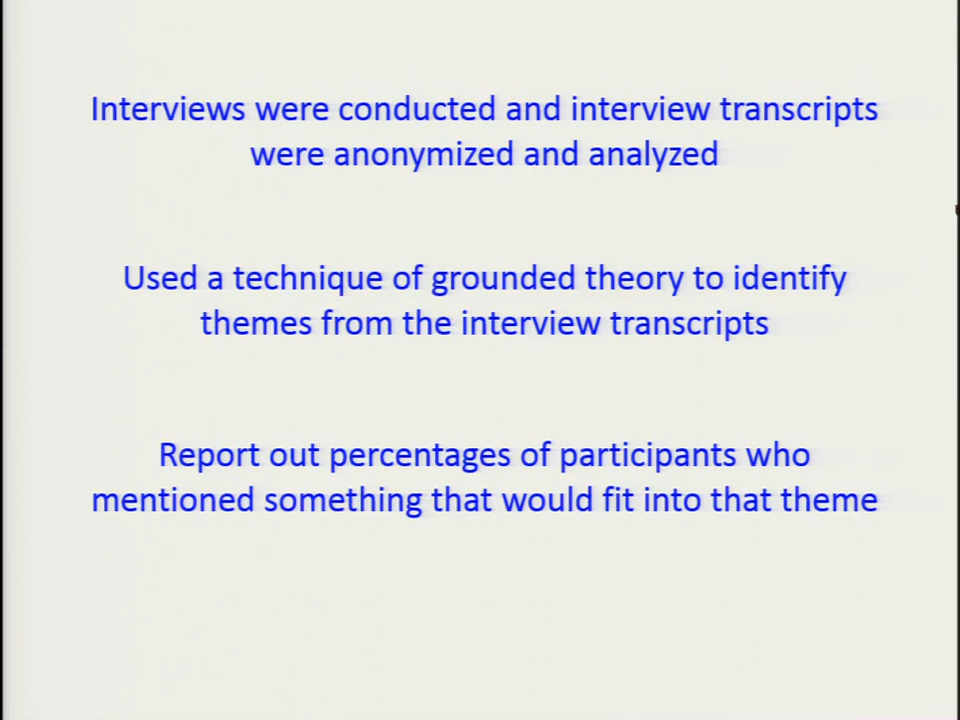 Interviews were conducted and interview transcripts
were anonymized and analyzed
Used a technique of grounded theory to identify
themes from the interview transcripts
Report out percentages of participants who
mentioned something that would fit into that theme